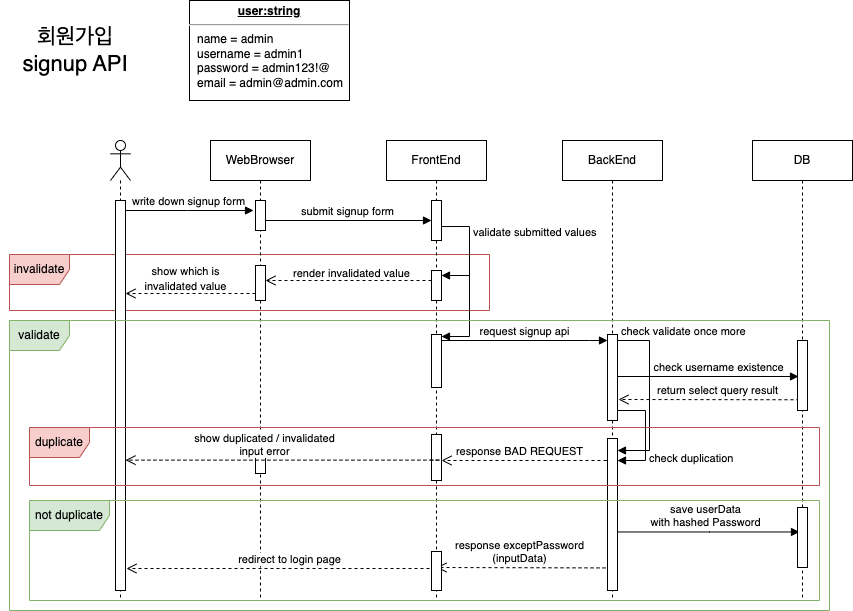 회원가입
signup API
user:string
name = admin
username = admin1
password = admin123!@
email = admin@admin.com
WebBrowser
FrontEnd
BackEnd
DB
write down signup form
submit signup form
validate submitted values
invalidate
show which is
invalidated value
render invalidated value
validate
request signup api
check validate once more
check username existence
return select query result
duplicate
show duplicated / invalidated
input error
response BAD REQUEST
check duplication
not duplicate
save userData
with hashed Password
response exceptPassword
(inputData)
redirect to login page